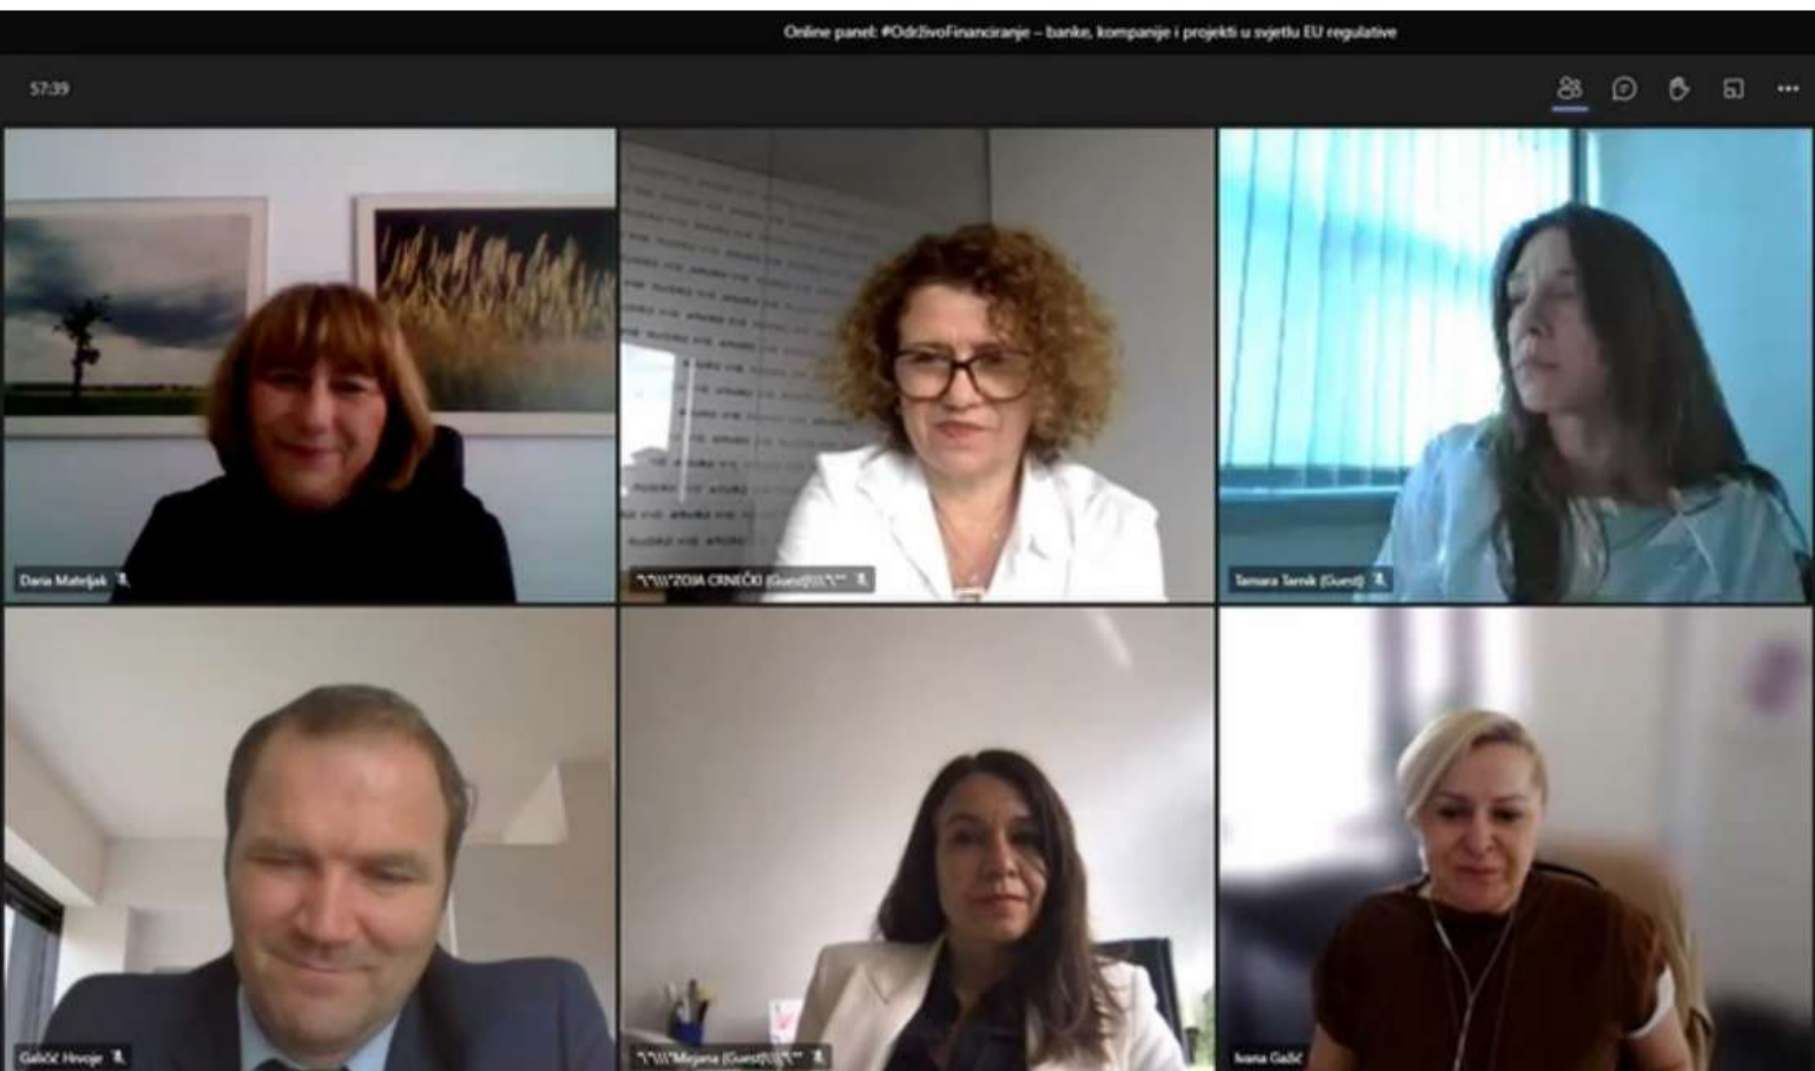 Online panel: #OdrživoFinanciranje – banke, kompanije i projekti u svjetlu EU regulative
57:39
Daria Mateljak
"\"\\\"ZOJA CRNEČKI (Guest)\\\"\""
Tamara Tarnik (Guest)
Galičić Hrvoje
"\"\\\"Mirjana (Guest)\\\"\""
Ivana Gažić